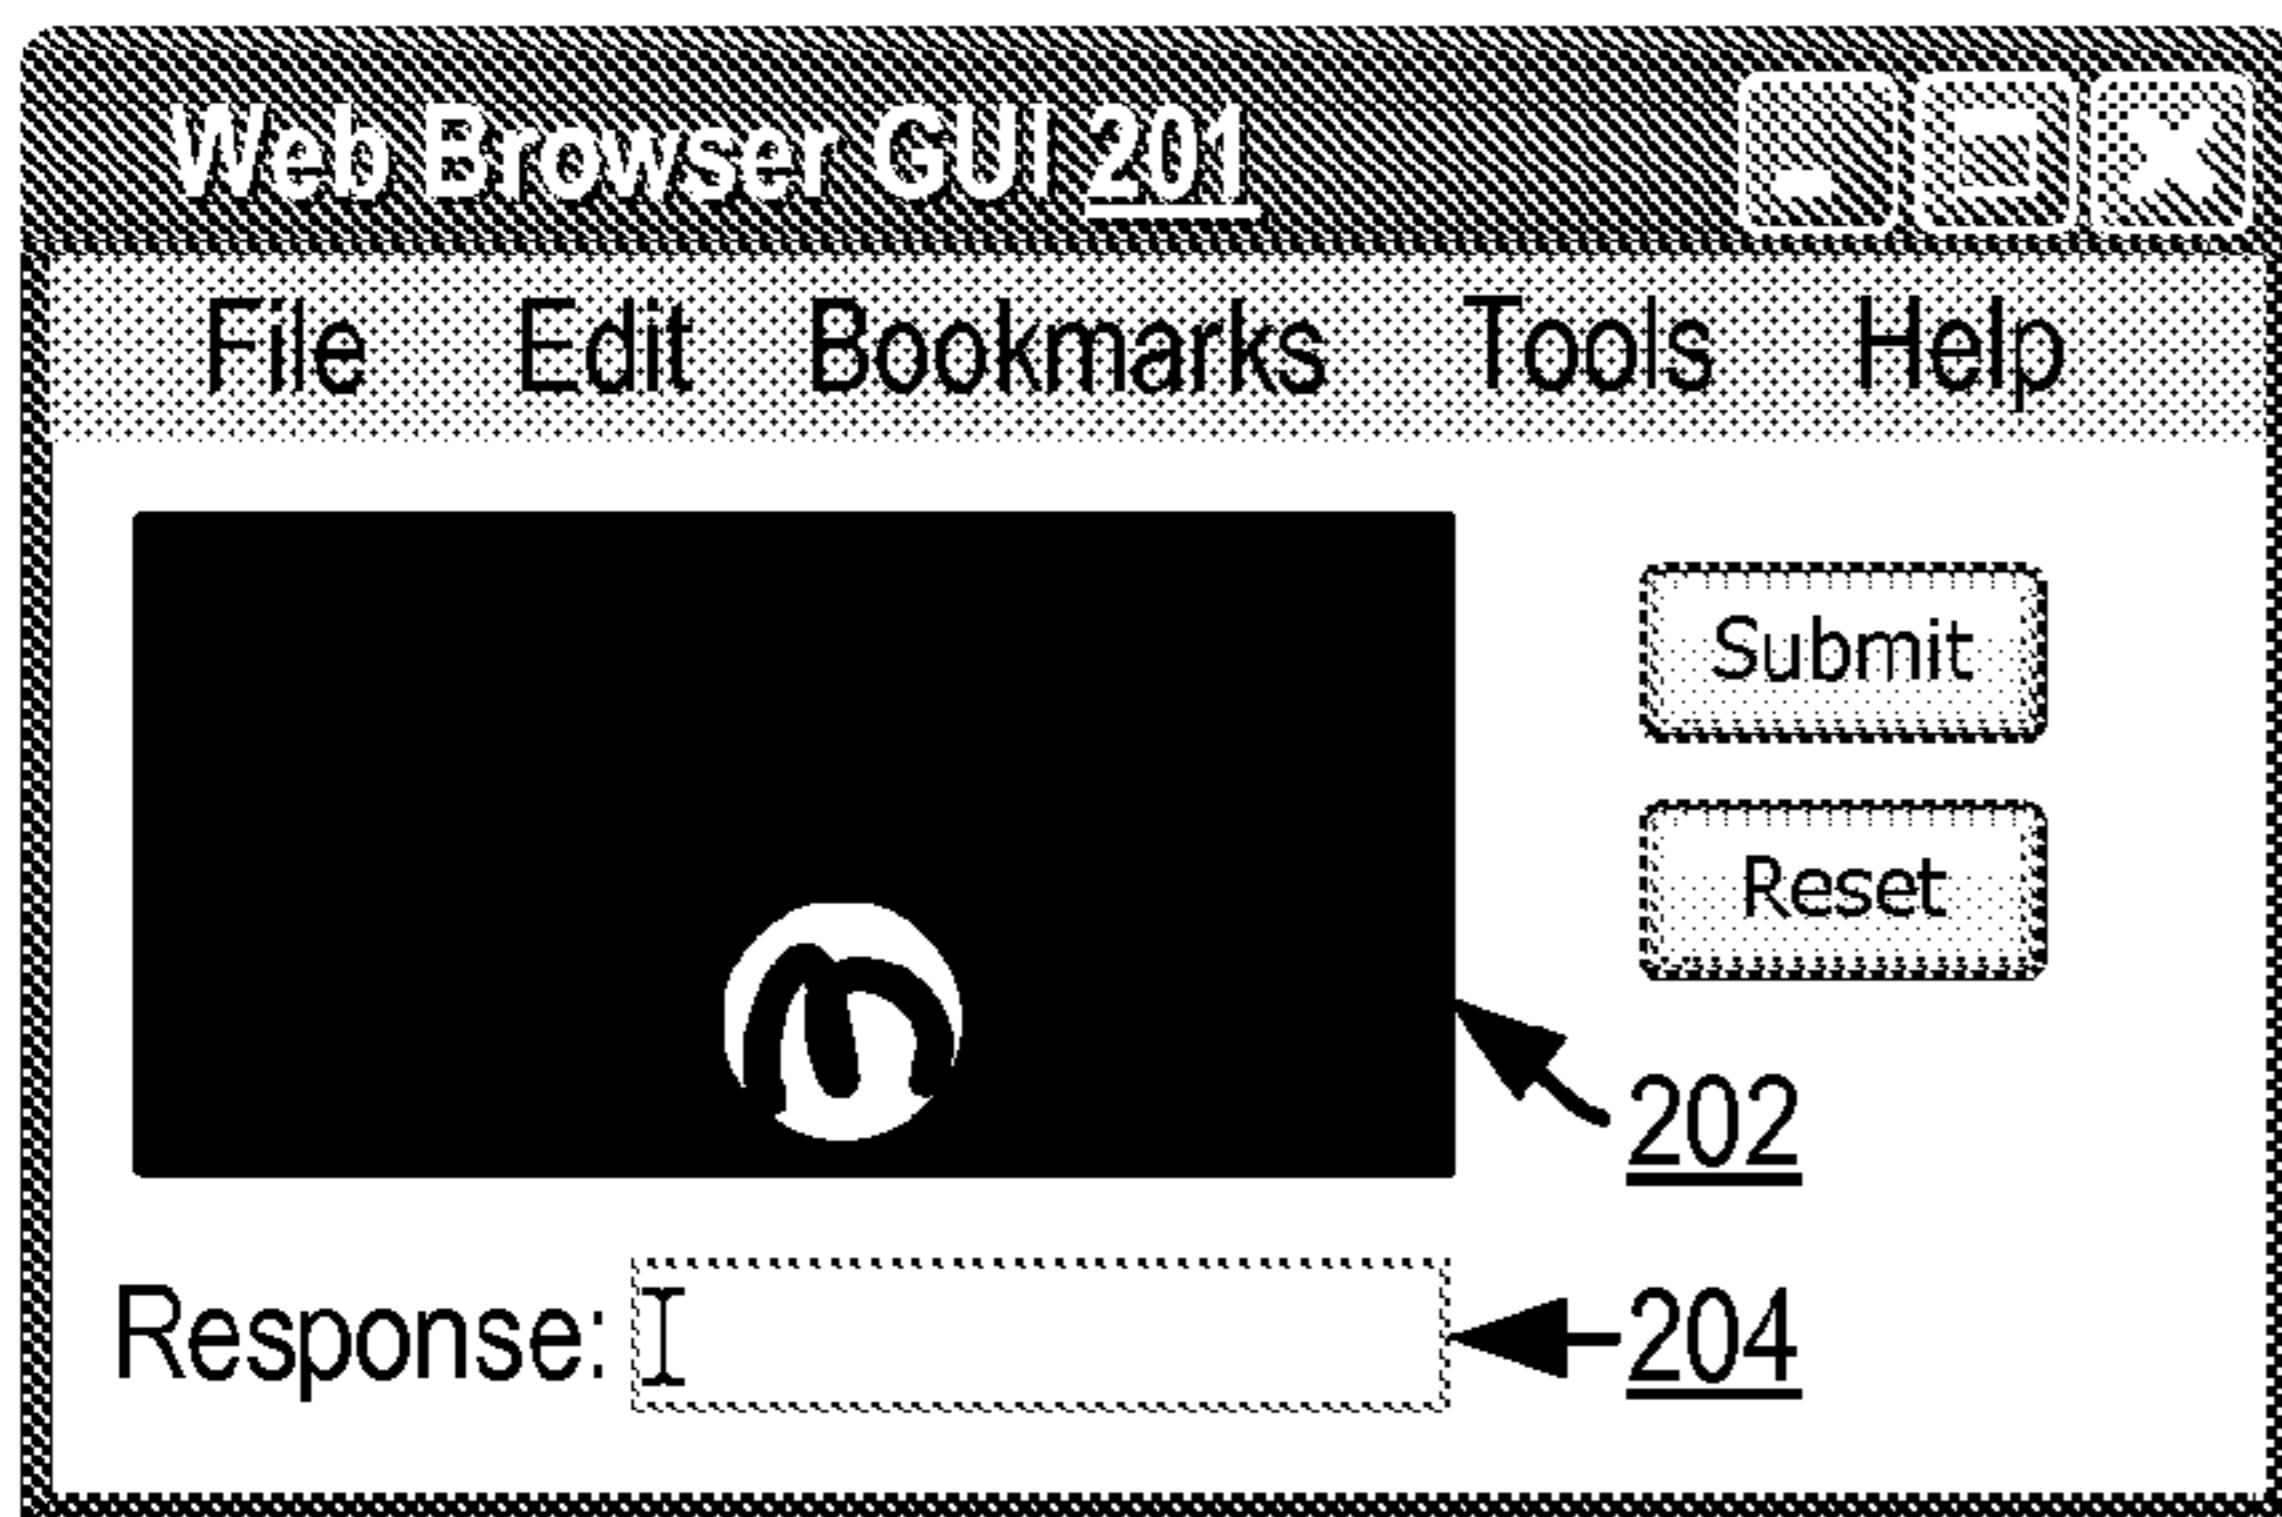 Web Browser GUI 201
File Edit Bookmarks Tools Help
Submit
Reset
m
202
Response:
204